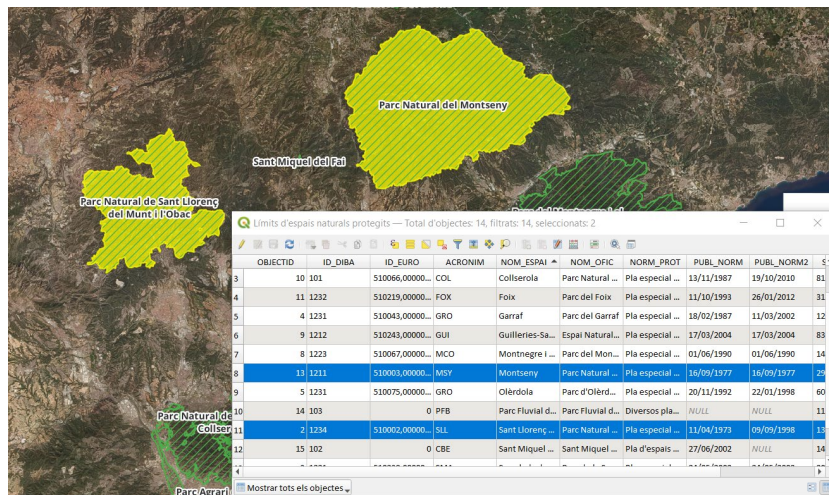 Parc Natural del Montseny
Sant Miquel del Fai
Parc Natural de Sant Llorenç
del Munt i l'Obac
Límits d'espais naturals protegits — Total d'objectes: 14, filtrats: 14, seleccionats: 2
OBJECTID ID_DIBA ID_EURO ACRONIM NOM_ESPAI NOM_OFIC NORM_PROT PUBL_NORM PUBL_NORM2
3 10 101 510066,00000... COL Collserola Parc Natural ... Pla especial ... 13/11/1987 19/10/2010 81
4 11 1232 510219,00000... FOX Foix Parc del Foix Pla especial ... 11/10/1993 26/01/2012 31
5 4 1231 510043,00000... GRO Garraf Parc del Garraf Pla especial ... 18/02/1987 11/03/2002 12
6 9 1212 510243,00000... GUI Guilleries-Sa... Espai Natural... Pla especial ... 17/03/2004 17/03/2004 83
7 8 1223 510067,00000... MCO Montnegre i ... Parc del Mon... Pla especial ... 01/06/1990 01/06/1990 14
8 13 1211 510003,00000... MSY Montseny Parc Natural ... Pla especial ... 16/09/1977 16/09/1977 29
9 5 1231 510075,00000... GRO Olèrdola Parc d'Olèrd... Pla especial ... 20/11/1992 22/01/1998 60
10 14 103 0 PFB Parc Fluvial d... Parc Fluvial d... Diversos pla... NULL NULL 11
11 2 1234 510002,00000... SLL Sant Llorenç ... Parc Natural ... Pla especial ... 11/04/1973 09/09/1998 13
12 15 102 0 CBE Sant Miquel ... Sant Miquel ... Pla d'espais ... 27/06/2002 NULL 14
Parc Natural de
Collser
Parc Agrari
Mostrar tots els objectes